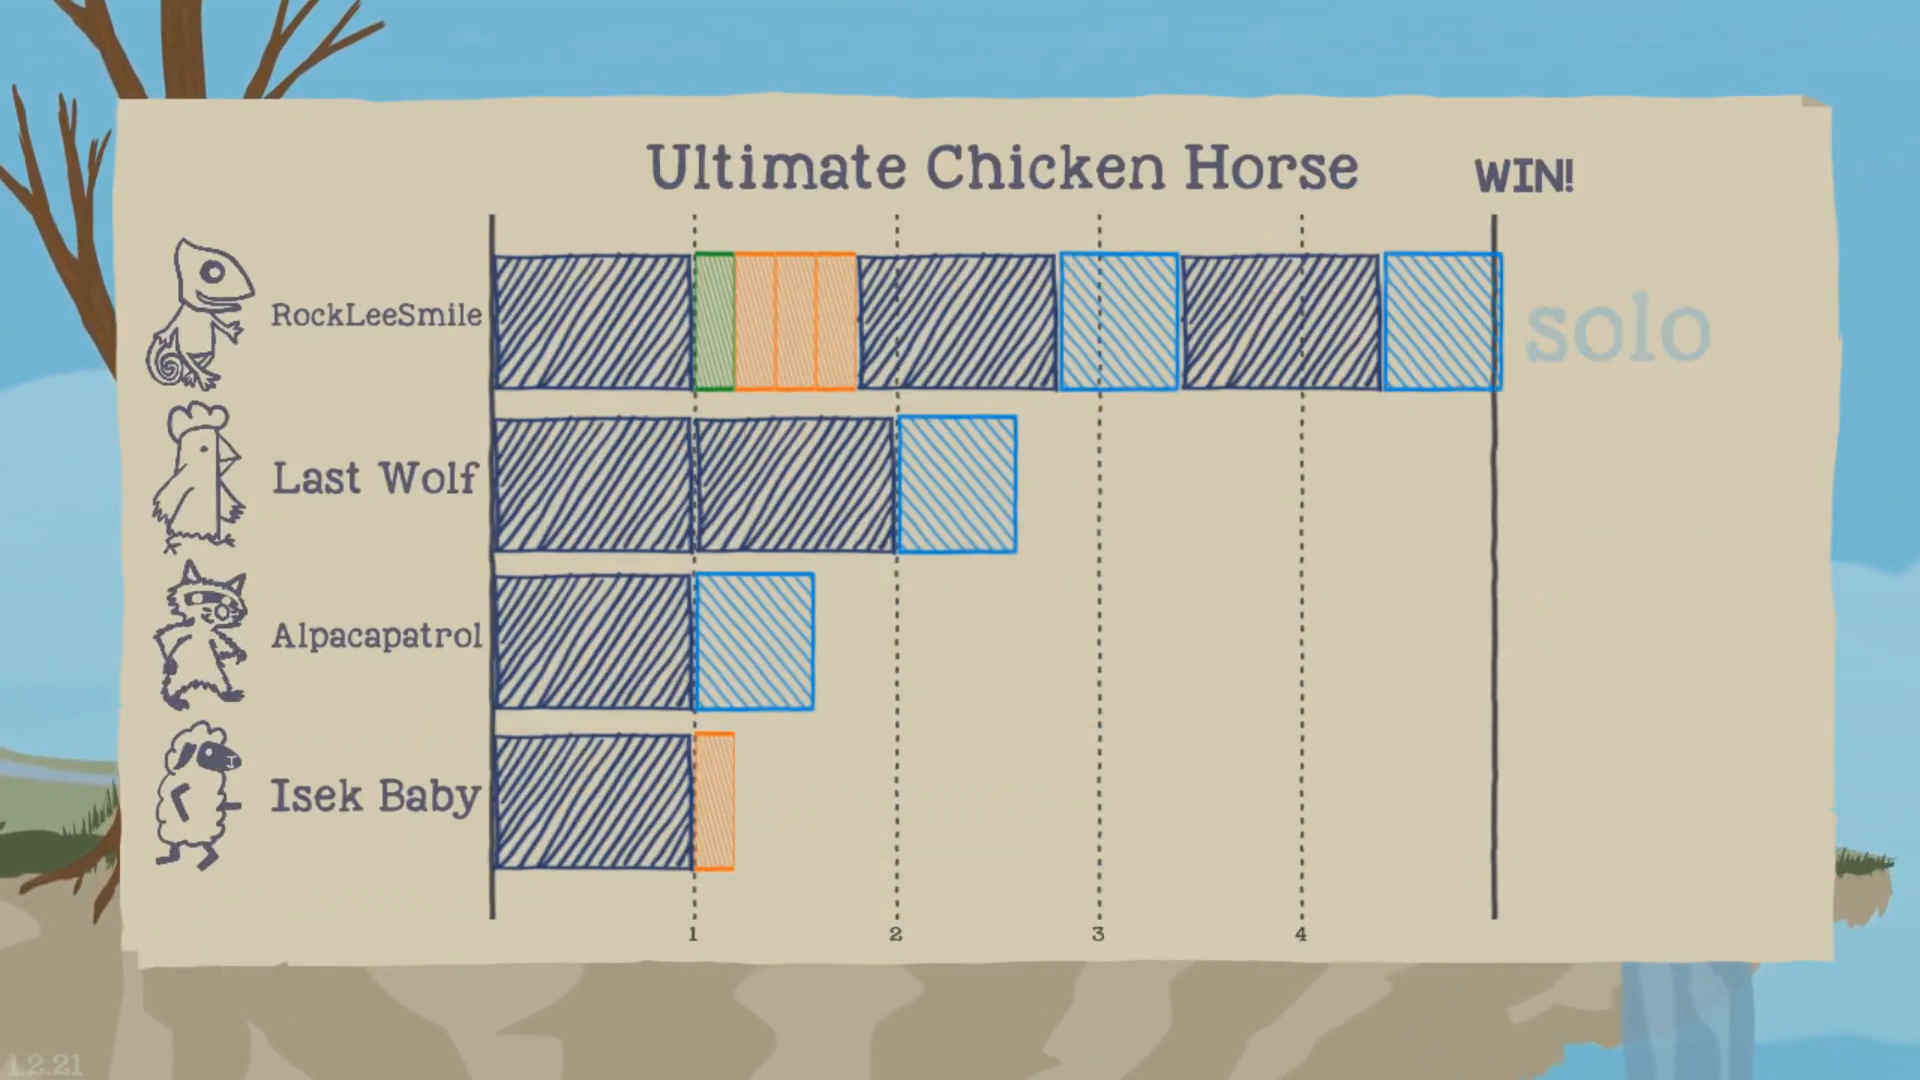 Ultimate Chicken Horse
WIN!
RockLeeSmile
solo
Last Wolf
Alpacapatrol
Isek Baby
1 2 3 4
1.2.21